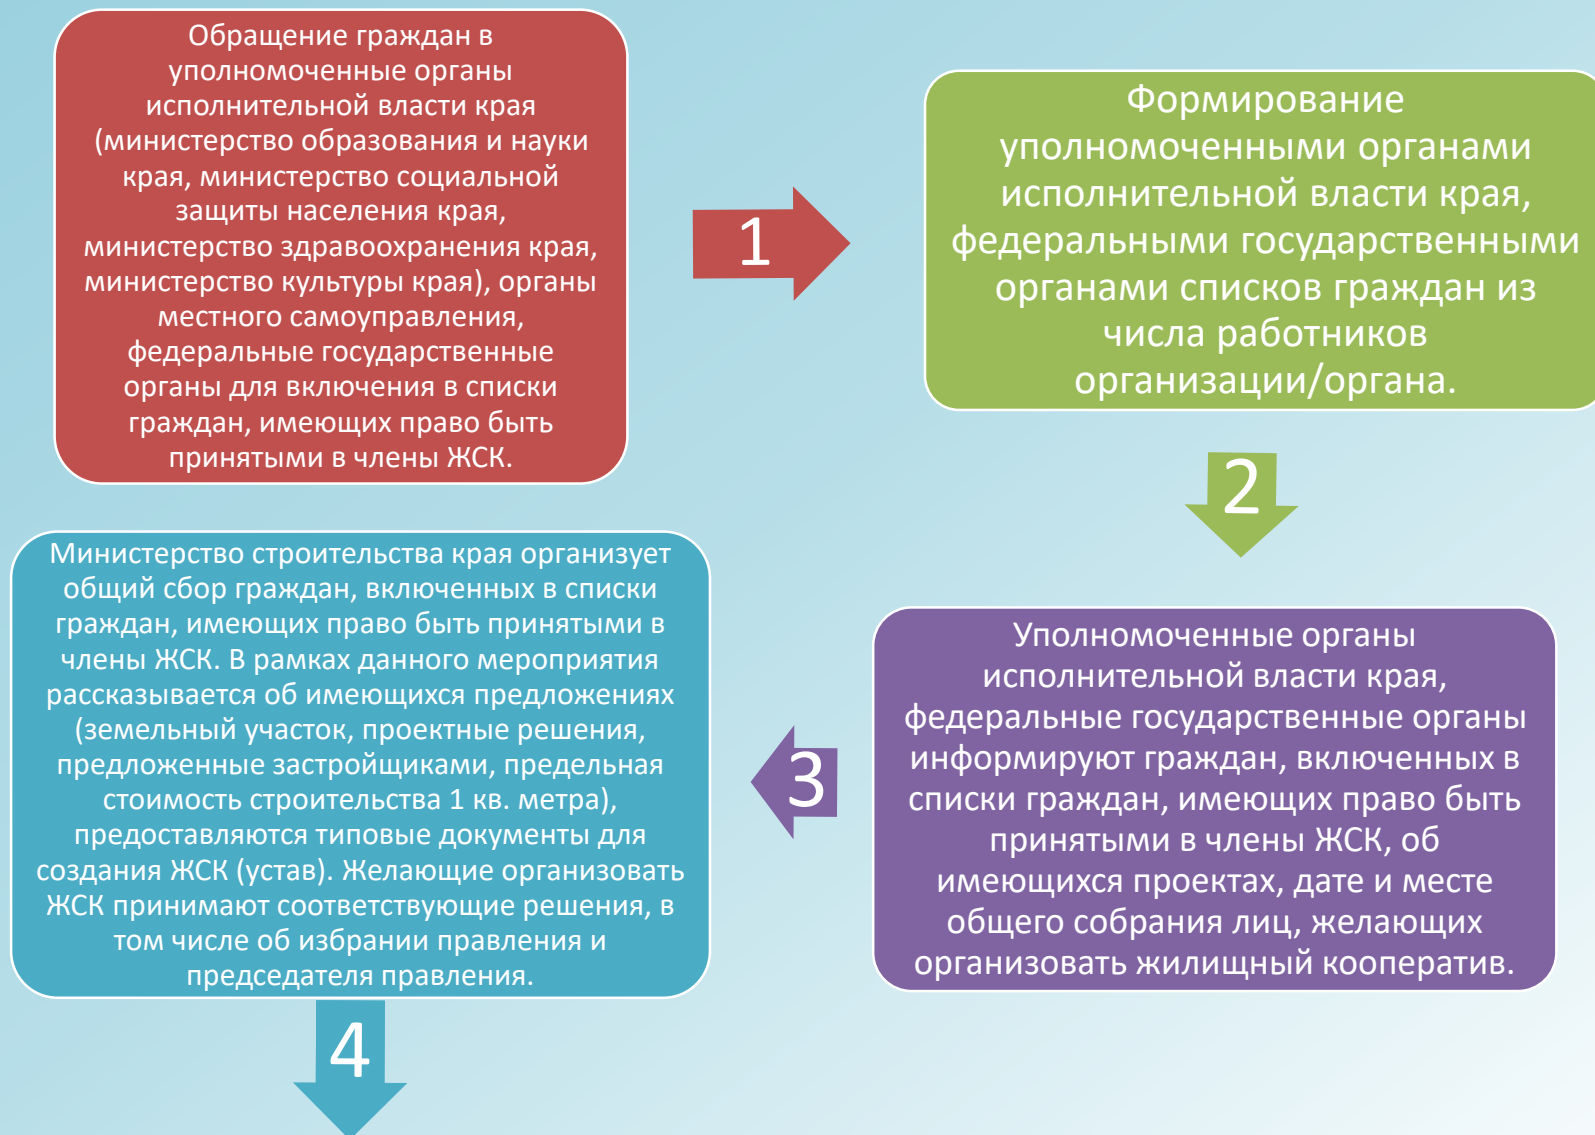 Обращение граждан в
уполномоченные органы
исполнительной власти края
(министерство образования и науки
края, министерство социальной
защиты населения края,
министерство здравоохранения края,
министерство культуры края), органы
местного самоуправления,
федеральные государственные
органы для включения в списки
граждан, имеющих право быть
принятыми в члены ЖСК.
1
Формирование
уполномоченными органами
исполнительной власти края,
федеральными государственными
органами списков граждан из
числа работников
организации/органа.
2
Уполномоченные органы
исполнительной власти края,
федеральные государственные органы
информируют граждан, включенных в
списки граждан, имеющих право быть
принятыми в члены ЖСК, об
имеющихся проектах, дате и месте
общего собрания лиц, желающих
организовать жилищный кооператив.
3
Министерство строительства края организует
общий сбор граждан, включенных в списки
граждан, имеющих право быть принятыми в
члены ЖСК. В рамках данного мероприятия
рассказывается об имеющихся предложениях
(земельный участок, проектные решения,
предложенные застройщиками, предельная
стоимость строительства 1 кв. метра),
предоставляются типовые документы для
создания ЖСК (устав). Желающие организовать
ЖСК принимают соответствующие решения, в
том числе об избрании правления и
председателя правления.
4